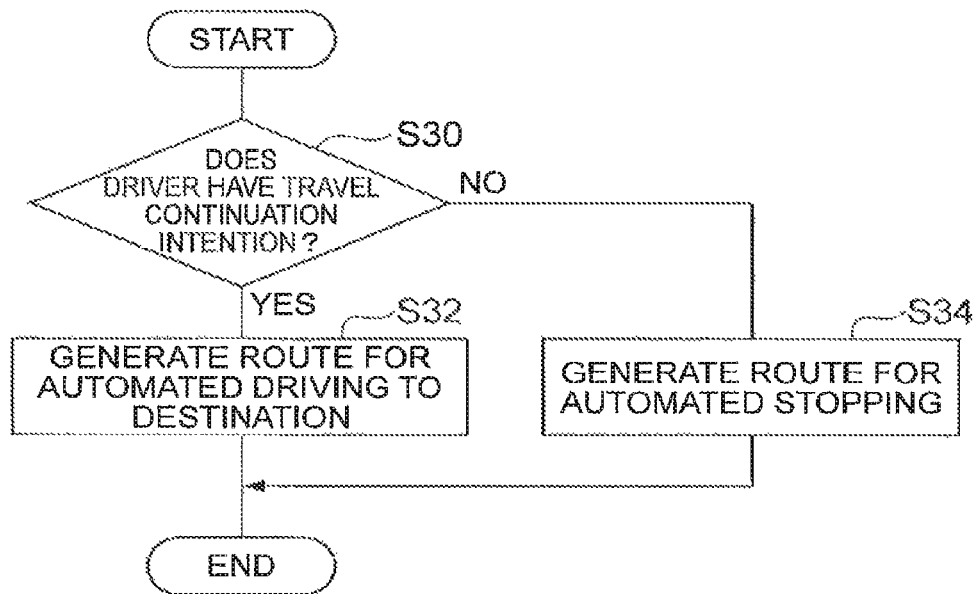 START
S30
DOES
DRIVER HAVE TRAVEL
CONTINUATION
INTENTION ?
NO
YES
S32
GENERATE ROUTE FOR
AUTOMATED DRIVING TO
DESTINATION
S34
GENERATE ROUTE FOR
AUTOMATED STOPPING
END